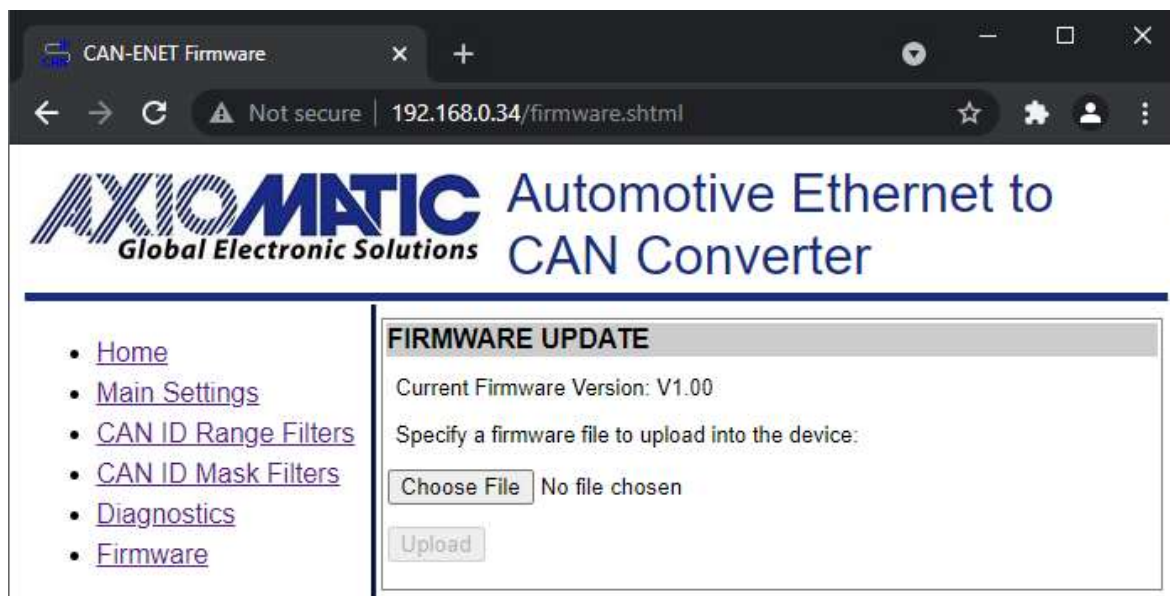 CAN-ENET Firmware
Not secure | 192.168.0.34/firmware.shtml
AXIOMATIC
Global Electronic Solutions
Automotive Ethernet to
CAN Converter
Home
Main Settings
CAN ID Range Filters
CAN ID Mask Filters
Diagnostics
Firmware
FIRMWARE UPDATE
Current Firmware Version: V1.00
Specify a firmware file to upload into the device:
Choose File No file chosen
Upload